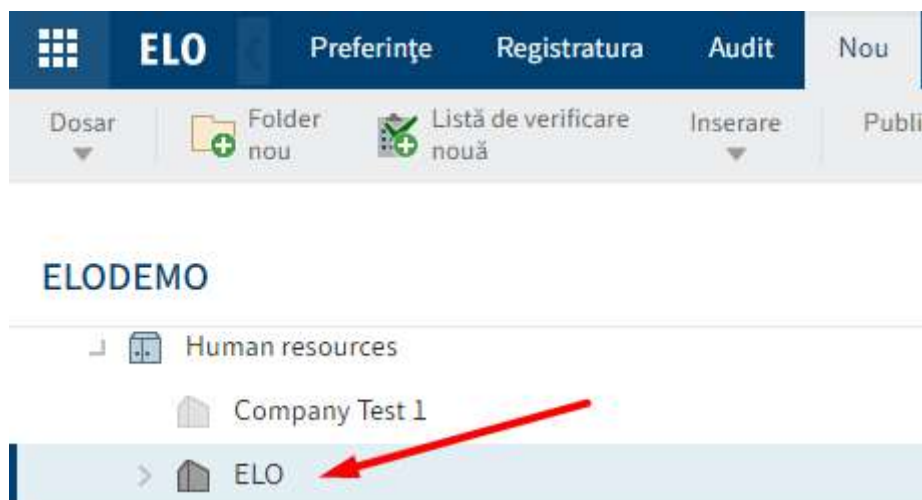 ELO Preferințe Registratura Audit Nou
Dosar Folder nou Listă de verificare nouă Inserare Publi
ELODEMO
Human resources
Company Test 1
ELO